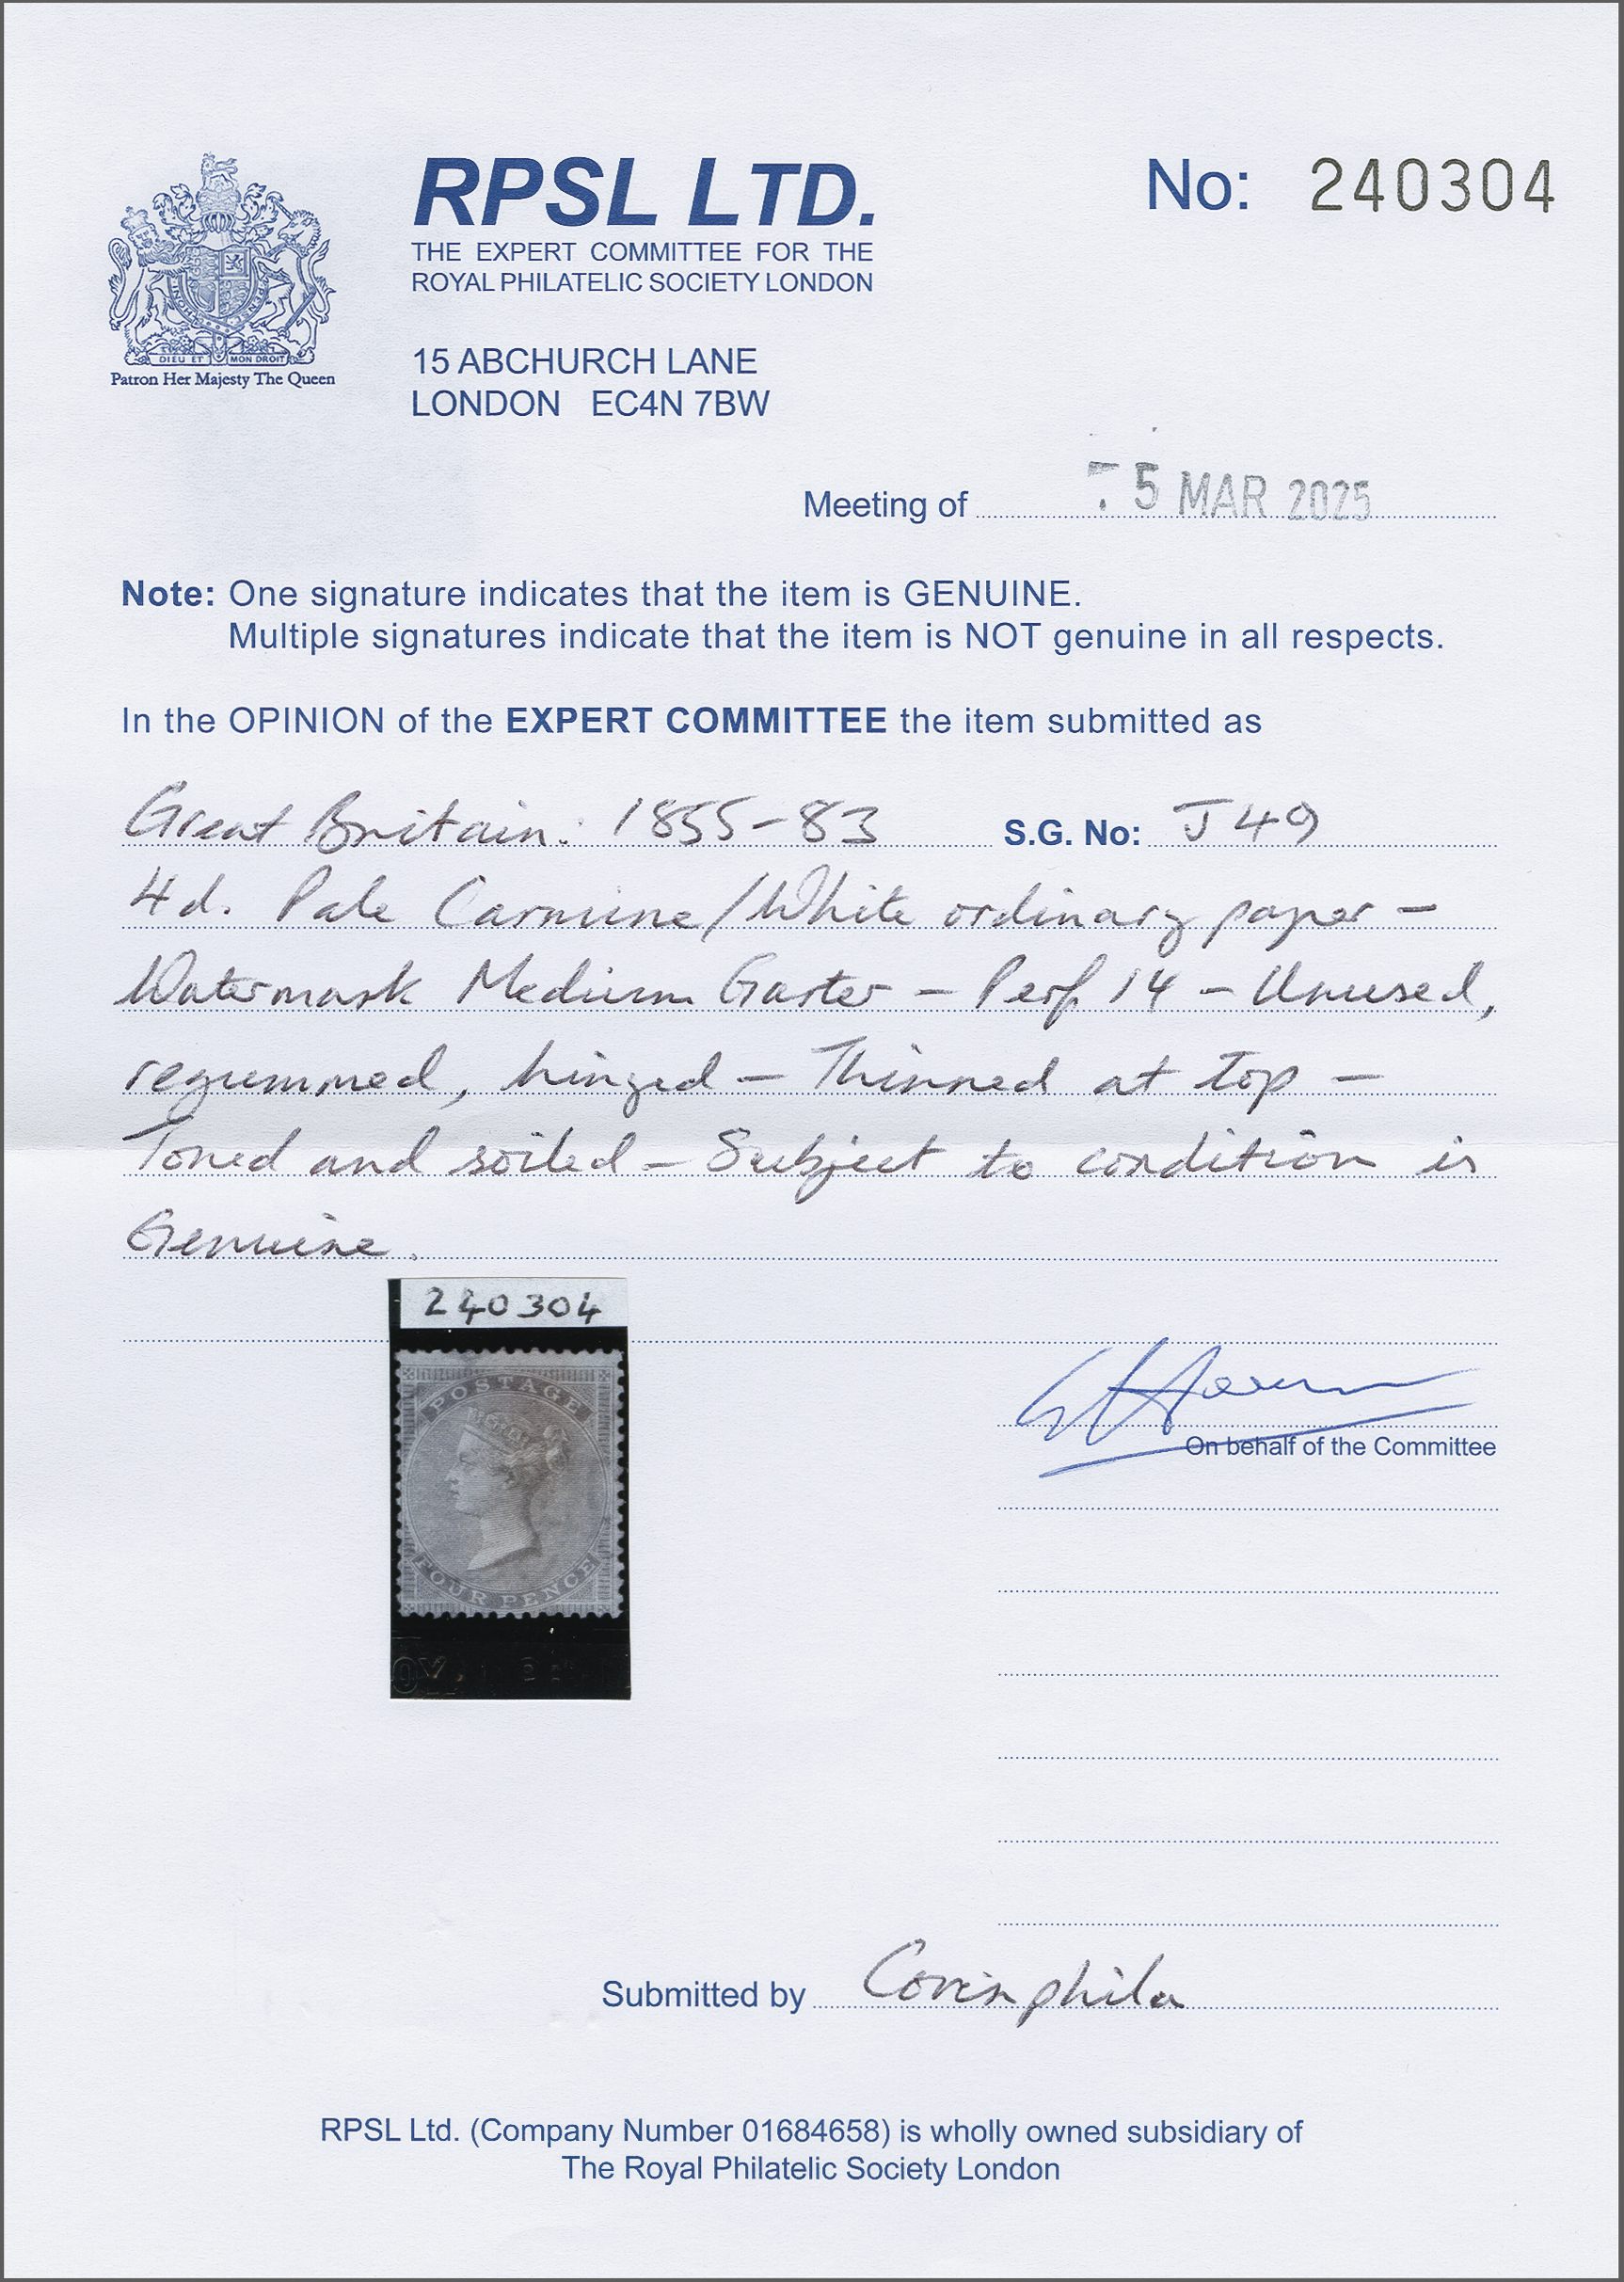 RPSL LTD.
THE EXPERT COMMITTEE FOR THE
ROYAL PHILATELIC SOCIETY LONDON
15 ABCHURCH LANE
LONDON EC4N 7BW
No: 240304
DIEU ET MON DROIT
Patron Her Majesty The Queen
Meeting of - 5 MAR 2025
Note: One signature indicates that the item is GENUINE.
Multiple signatures indicate that the item is NOT genuine in all respects.
In the OPINION of the EXPERT COMMITTEE the item submitted as
Great Britain: 1855-83 S.G. No: J49
4d. Pale Carmine/White ordinary paper -
Watermark Medium Garter - Perf 14 - Unused,
regummed, hinged - Thinned at top -
Toned and soiled - Subject to condition is
Genuine.
240304
POSTAGE
FOUR PENCE
On behalf of the Committee
Submitted by Corinphila
RPSL Ltd. (Company Number 01684658) is wholly owned subsidiary of
The Royal Philatelic Society London